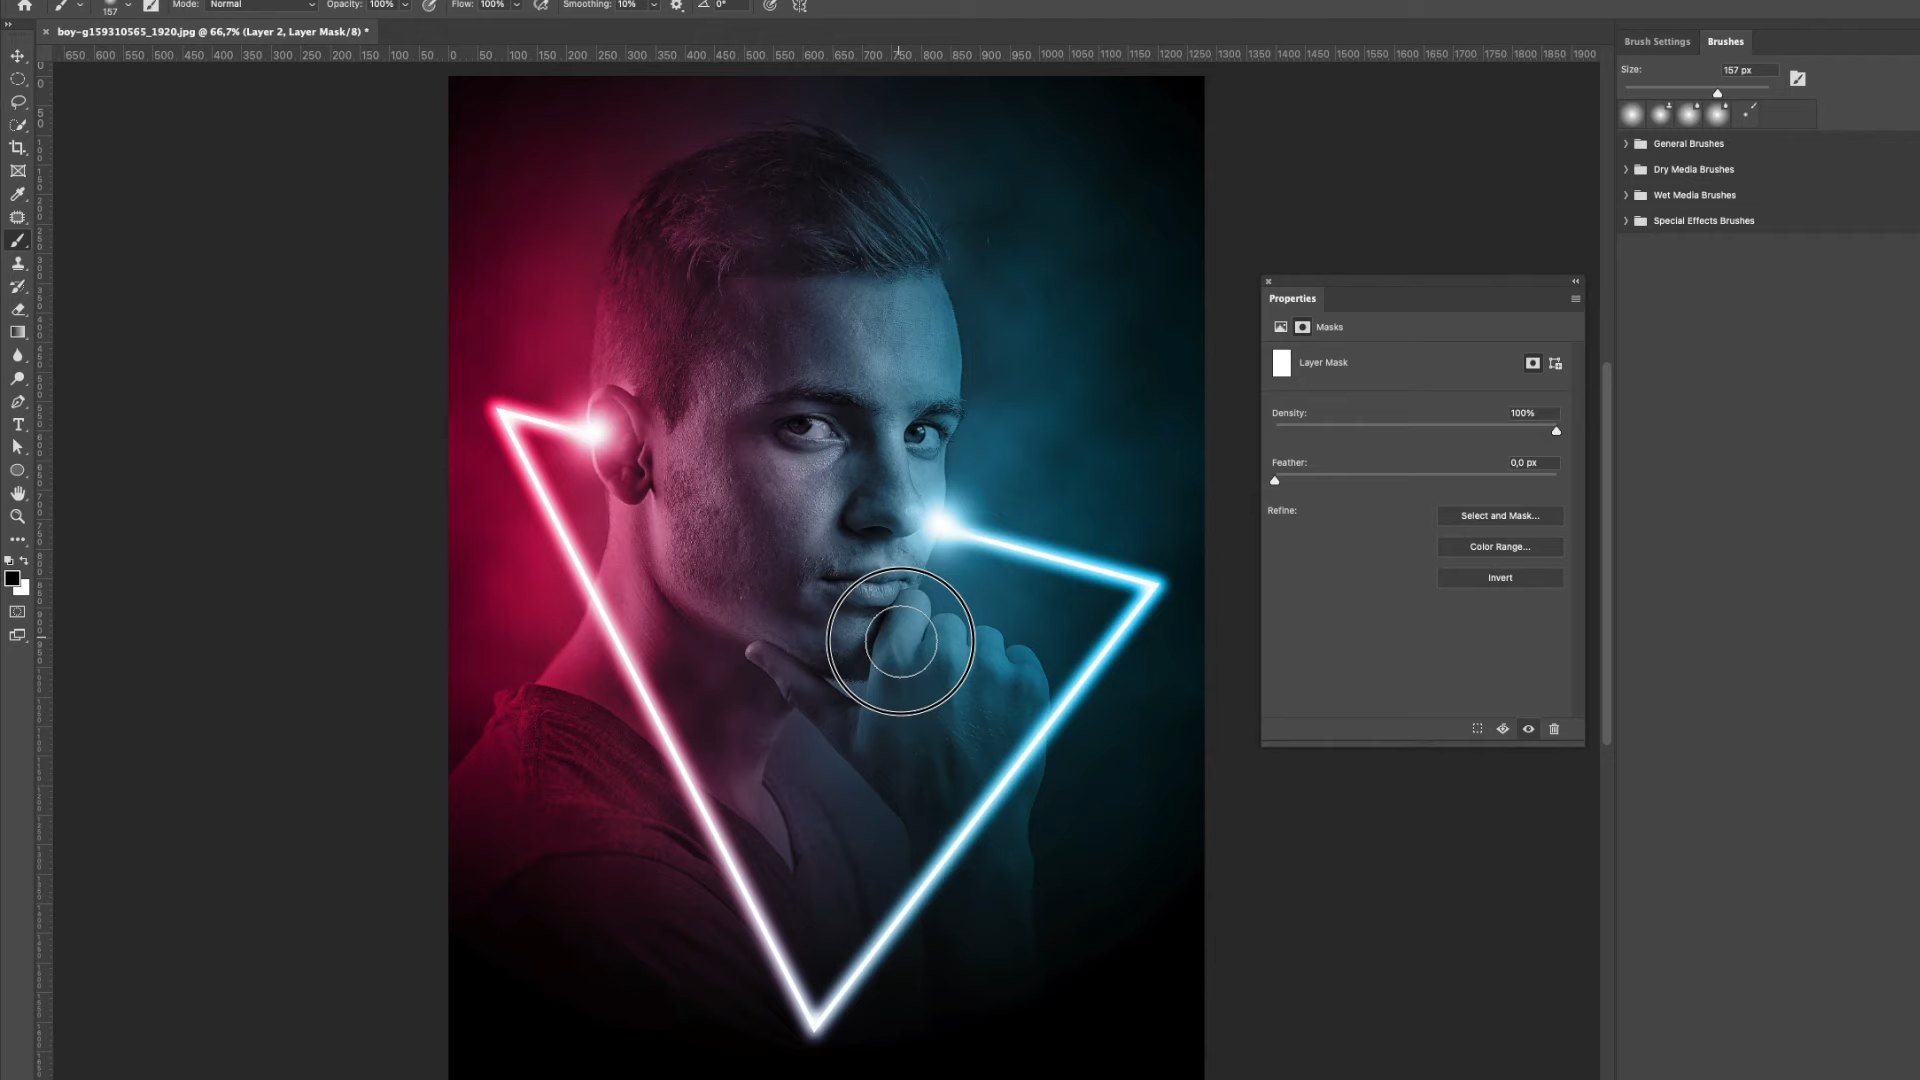 157
Mode: Normal Opacity: 100% Flow: 100% Smoothing: 10% 0°
boy-g159310565_1920.jpg @ 66,7% (Layer 2, Layer Mask/8) *
650 600 550 500 450 400 350 300 250 200 150 100 50 0 50 100 150 200 250 300 350 400 450 500 550 600 650 700 750 800 850 900 950 1000 1050 1100 1150 1200 1250 1300 1350 1400 1450 1500 1550 1600 1650 1700 1750 1800 1850 1900
Brush Settings Brushes
Size: 157 px
General Brushes
Dry Media Brushes
Wet Media Brushes
Special Effects Brushes
Properties
Masks
Layer Mask
Density: 100%
Feather: 0,0 px
Refine: Select and Mask...
Color Range...
Invert